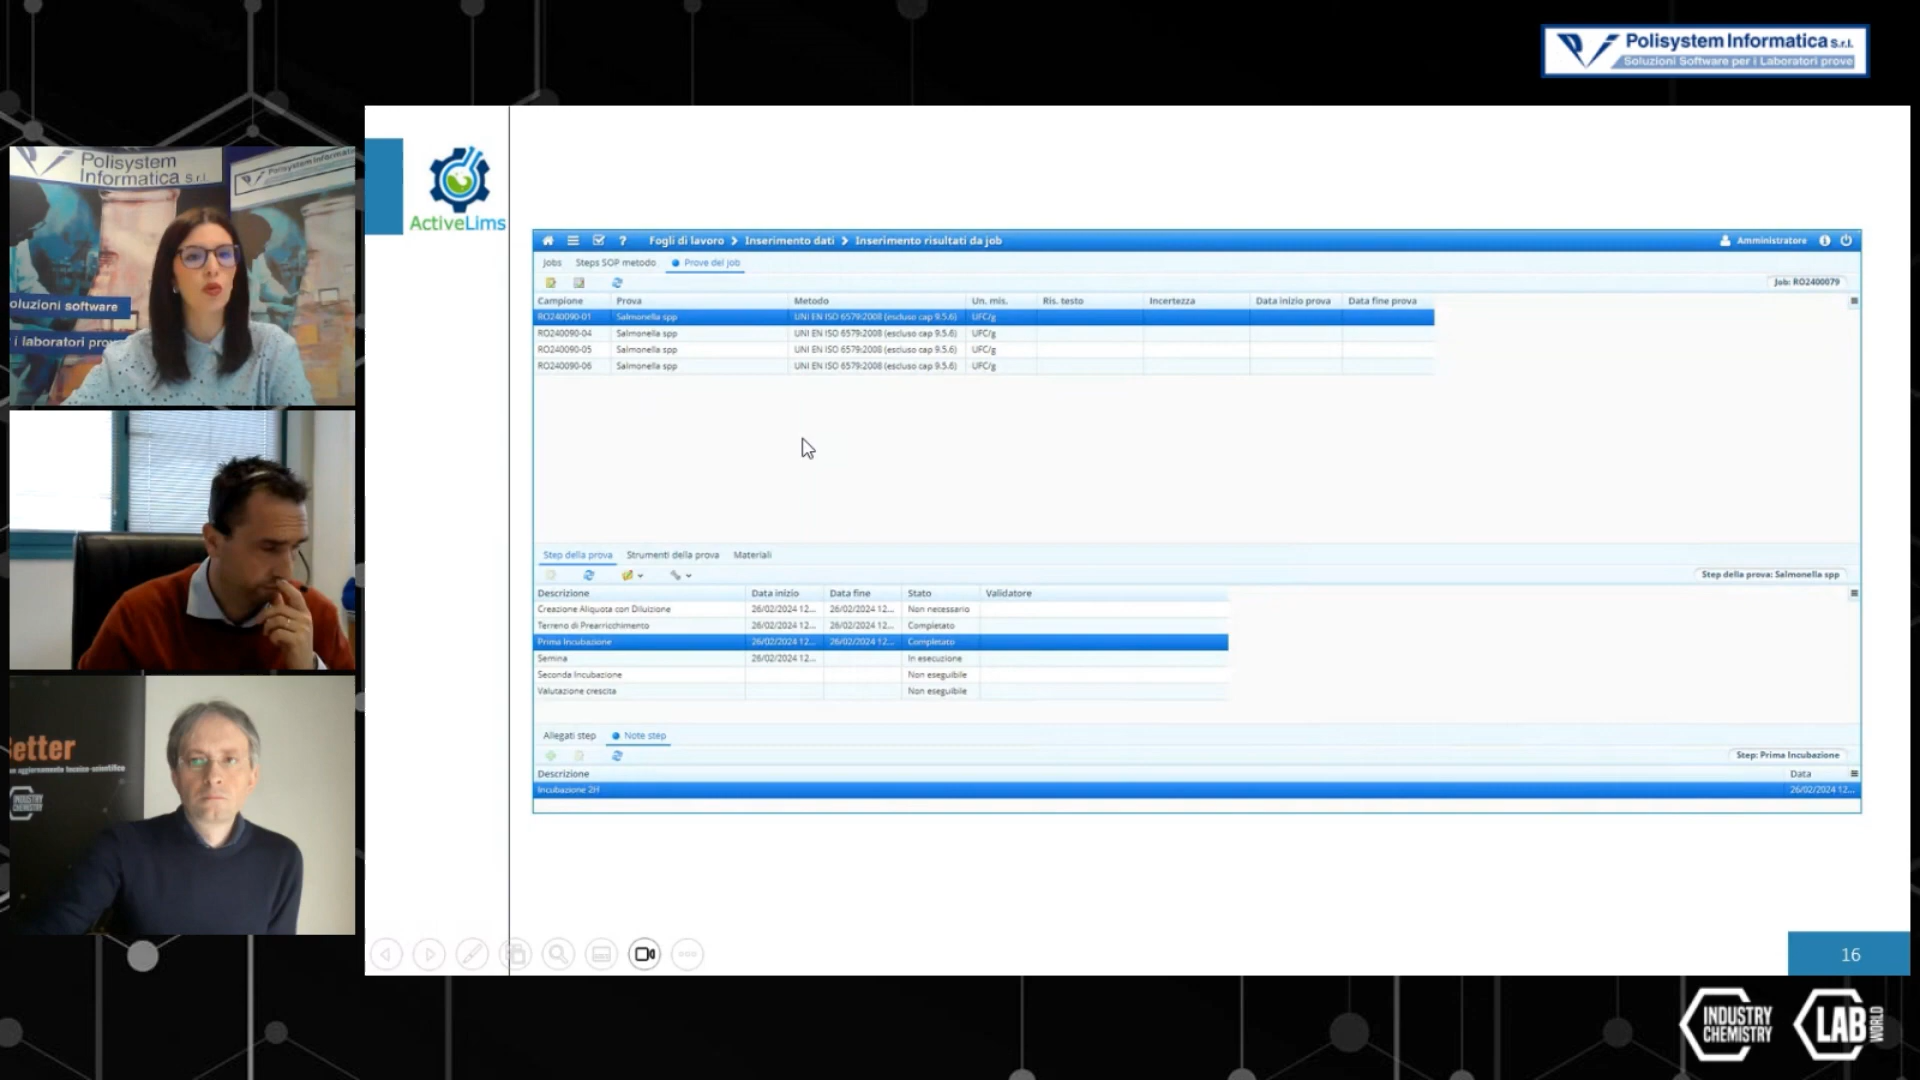 Polisystem Informatica s.r.l.
Soluzioni Software per i Laboratori prove
Polisystem
Informatica s.r.l.
Polisystem Informatica
oluzioni software
i laboratori prov
etter
un aggiornamento tecnico-scientifico
INDUSTRY
CHEMISTRY
ActiveLims
? Fogli di lavoro > Inserimento dati > Inserimento risultati da job Amministratore
Jobs Steps SOP metodo Prove del job
Job: RO2400079
Campione Prova Metodo Un. mis. Ris. testo Incertezza Data inizio prova Data fine prova
RO240090-01 Salmonella spp UNI EN ISO 6579:2008 (escluso cap 9.5.6) UFC/g
RO240090-04 Salmonella spp UNI EN ISO 6579:2008 (escluso cap 9.5.6) UFC/g
RO240090-05 Salmonella spp UNI EN ISO 6579:2008 (escluso cap 9.5.6) UFC/g
RO240090-06 Salmonella spp UNI EN ISO 6579:2008 (escluso cap 9.5.6) UFC/g
Step della prova Strumenti della prova Materiali
Step della prova: Salmonella spp
Descrizione Data inizio Data fine Stato Validatore
Creazione Aliquota con Diluizione 26/02/2024 12... 26/02/2024 12... Non necessario
Terreno di Prearricchimento 26/02/2024 12... 26/02/2024 12... Completato
Prima Incubazione 26/02/2024 12... 26/02/2024 12... Completato
Semina 26/02/2024 12... In esecuzione
Seconda Incubazione Non eseguibile
Valutazione crescita Non eseguibile
Allegati step Note step
Step: Prima Incubazione
Descrizione Data
Incubazione 2H 26/02/2024 12...
16
INDUSTRY
CHEMISTRY
LAB
WORLD